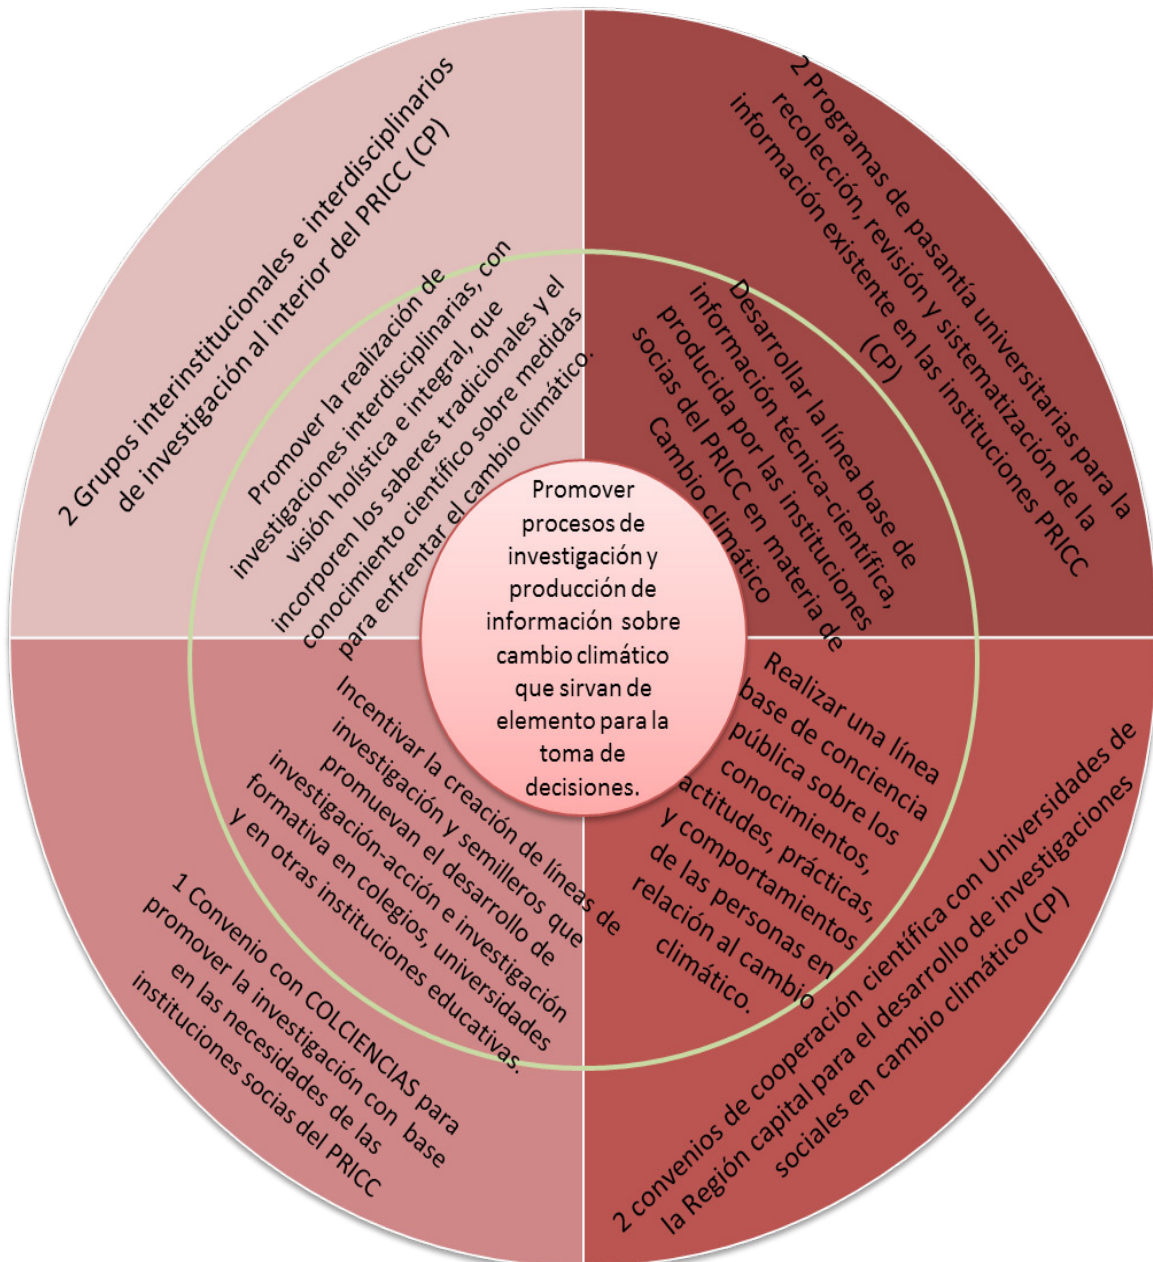 2 Grupos interinstitucionales e interdisciplinarios
de investigación al interior del PRICC (CP)
Promover la realización de
investigaciones interdisciplinarias, con
visión holística e integral, que
incorporen los saberes tradicionales y el
conocimiento científico sobre medidas
para enfrentar el cambio climático.
2 Programas de pasantía universitarias para la
recolección, revisión y sistematización de la
información existente en las instituciones PRICC
(CP)
Desarrollar la línea base de
información técnica-científica,
producida por las instituciones
socias del PRICC en materia de
Cambio climático
Promover
procesos de
investigación y
producción de
información sobre
cambio climático
que sirvan de
elemento para la
toma de
decisiones.
Incentivar la creación de líneas de
investigación y semilleros que
promuevan el desarrollo de
investigación-acción e investigación
formativa en colegios, universidades
y en otras instituciones educativas.
1 Convenio con COLCIENCIAS para
promover la investigación con base
en las necesidades de las
instituciones socias del PRICC
Realizar una línea
base de conciencia
pública sobre los
conocimientos,
actitudes, prácticas,
y comportamientos
de las personas en
relación al cambio
climático.
2 convenios de cooperación científica con Universidades de
la Región capital para el desarrollo de investigaciones
sociales en cambio climático (CP)